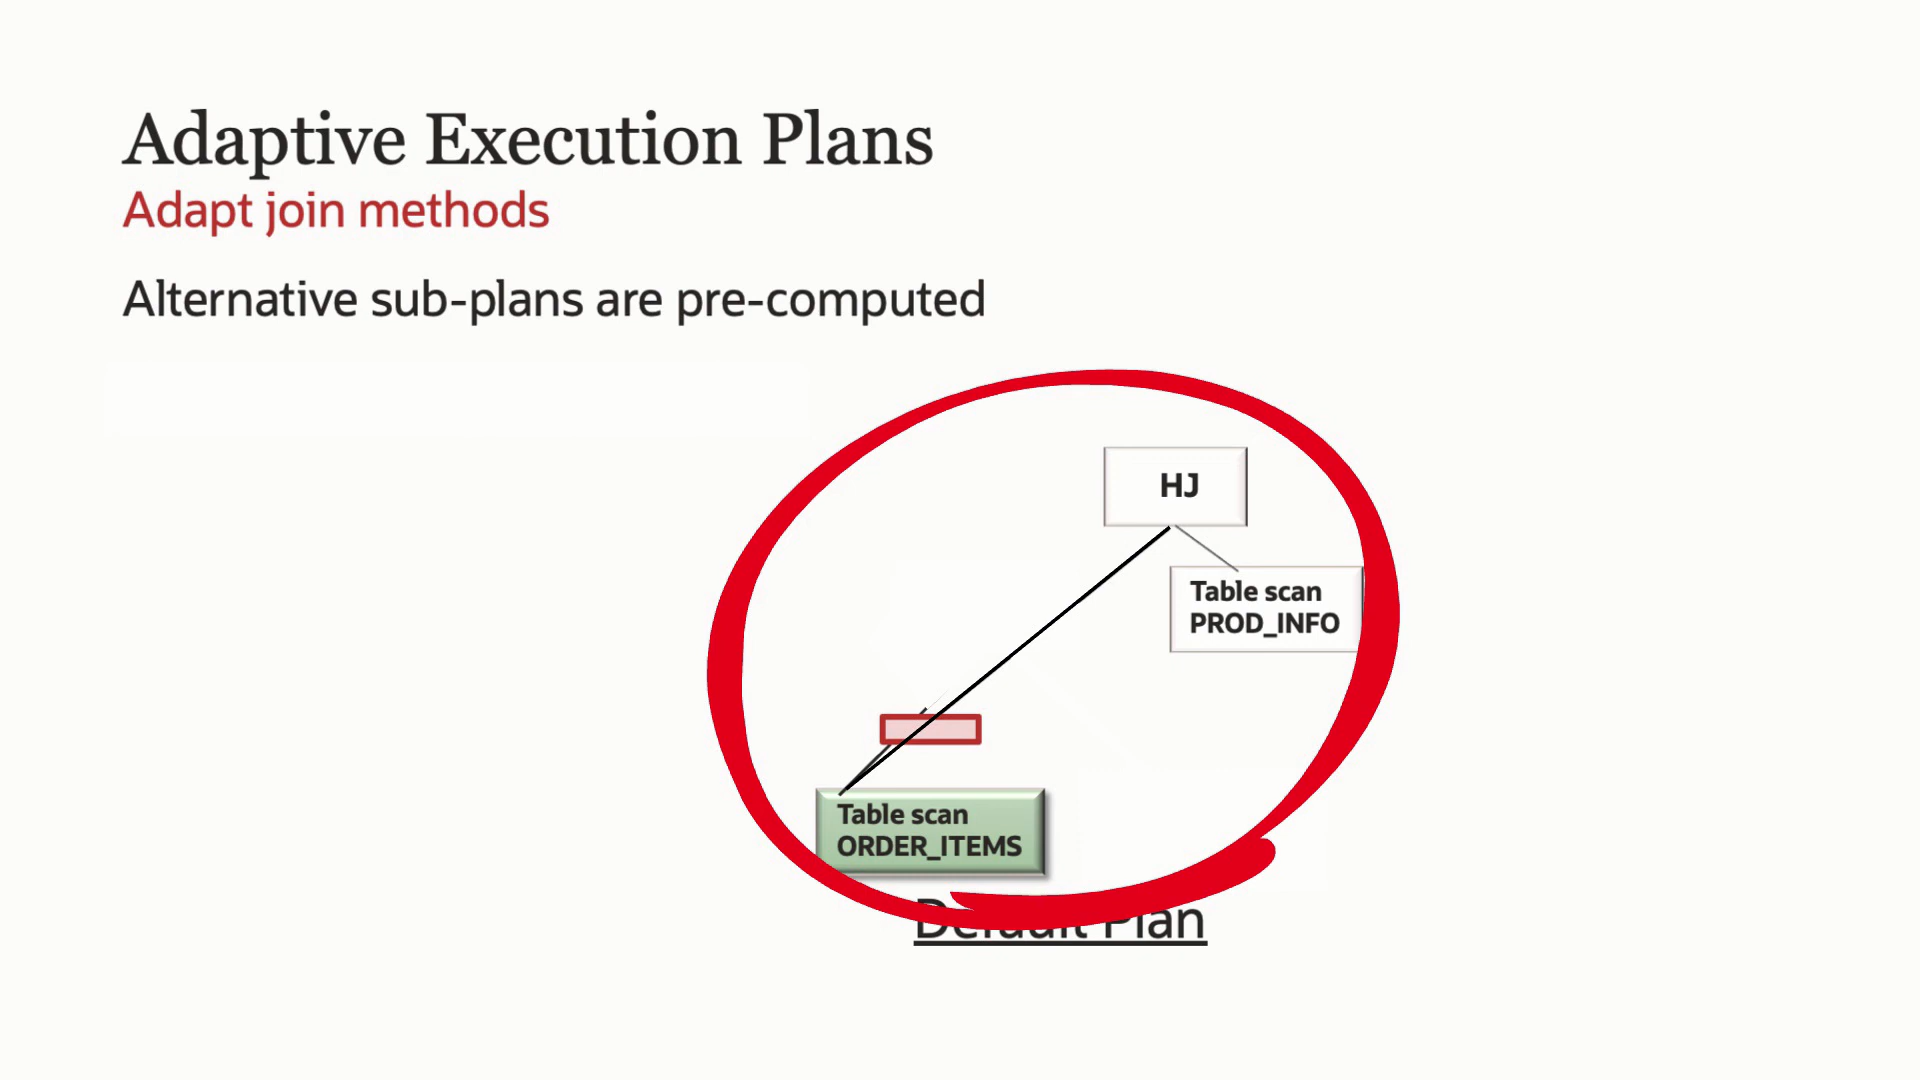 Adaptive Execution Plans
Adapt join methods
Alternative sub-plans are pre-computed
HJ
Table scan
PROD_INFO
Table scan
ORDER_ITEMS
Default Plan